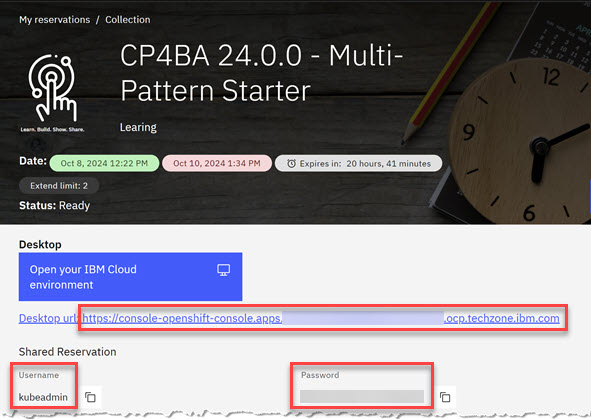 My reservations / Collection
CP4BA 24.0.0 - Multi-
Pattern Starter
Learn. Build. Show. Share.
Learing
Date: Oct 8, 2024 12:22 PM Oct 10, 2024 1:34 PM Expires in: 20 hours, 41 minutes
Extend limit: 2
Status: Ready
Desktop
Open your IBM Cloud
environment
Desktop url: https://console-openshift-console.apps. .ocp.techzone.ibm.com
Shared Reservation
Username Password
kubeadmin